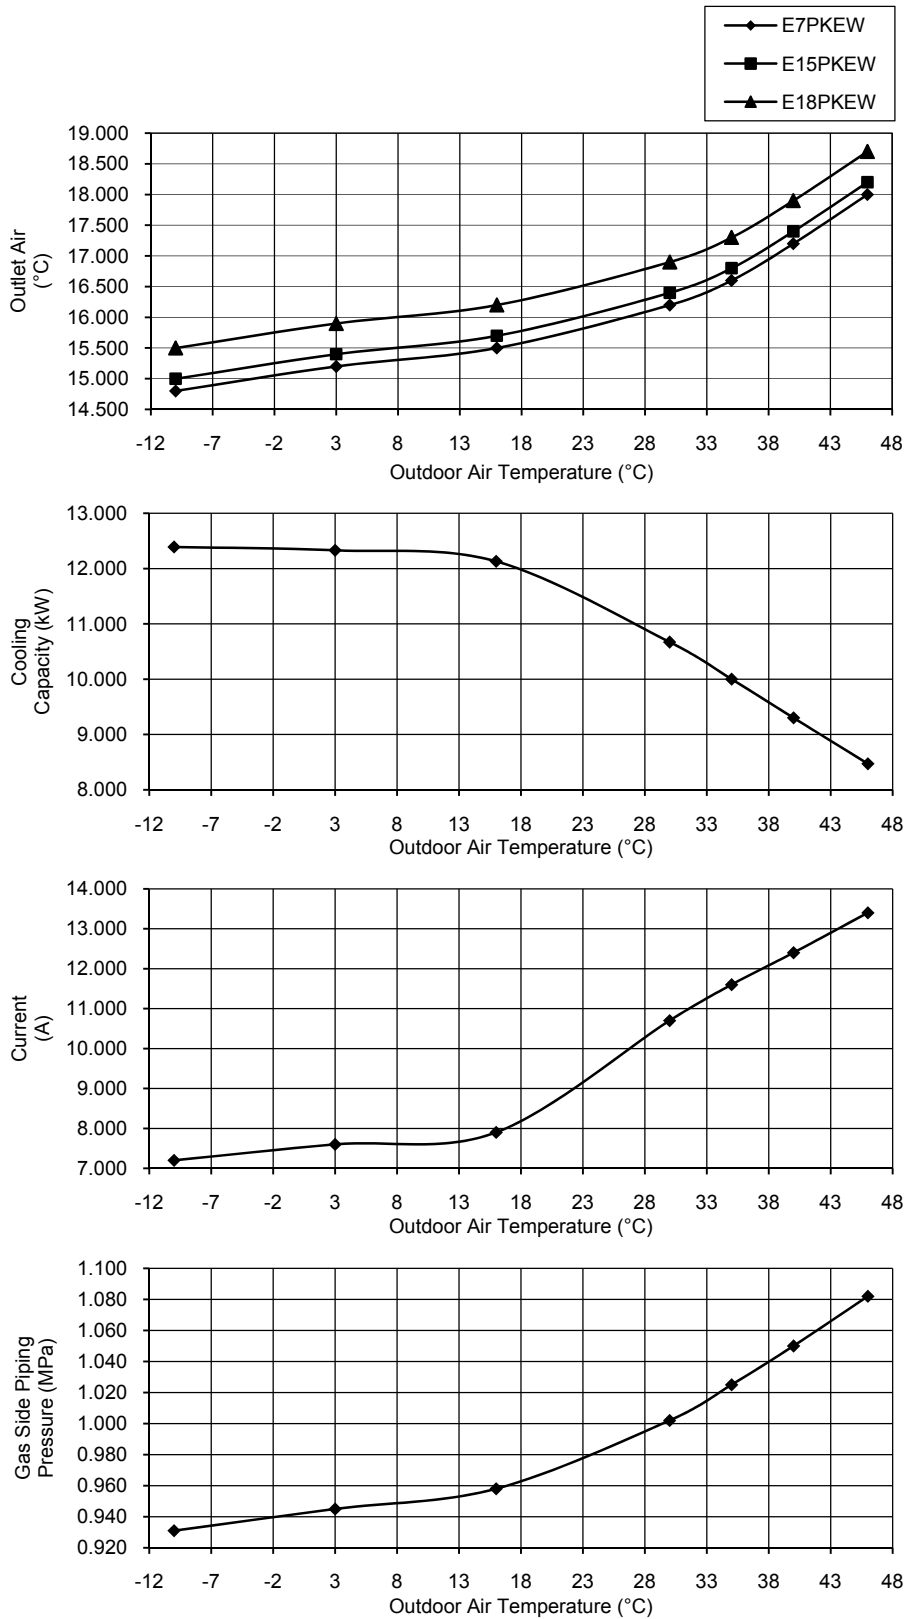 E7PKEW
E15PKEW
E18PKEW
19.000
18.500
18.000
17.500
17.000
16.500
16.000
15.500
15.000
14.500
Outlet Air
(°C)
-12 -7 -2 3 8 13 18 23 28 33 38 43 48
Outdoor Air Temperature (°C)
13.000
12.000
11.000
10.000
9.000
8.000
Cooling
Capacity (kW)
-12 -7 -2 3 8 13 18 23 28 33 38 43 48
Outdoor Air Temperature (°C)
14.000
13.000
12.000
11.000
10.000
9.000
8.000
7.000
Current
(A)
-12 -7 -2 3 8 13 18 23 28 33 38 43 48
Outdoor Air Temperature (°C)
1.100
1.080
1.060
1.040
1.020
1.000
0.980
0.960
0.940
0.920
Gas Side Piping
Pressure (MPa)
-12 -7 -2 3 8 13 18 23 28 33 38 43 48
Outdoor Air Temperature (°C)